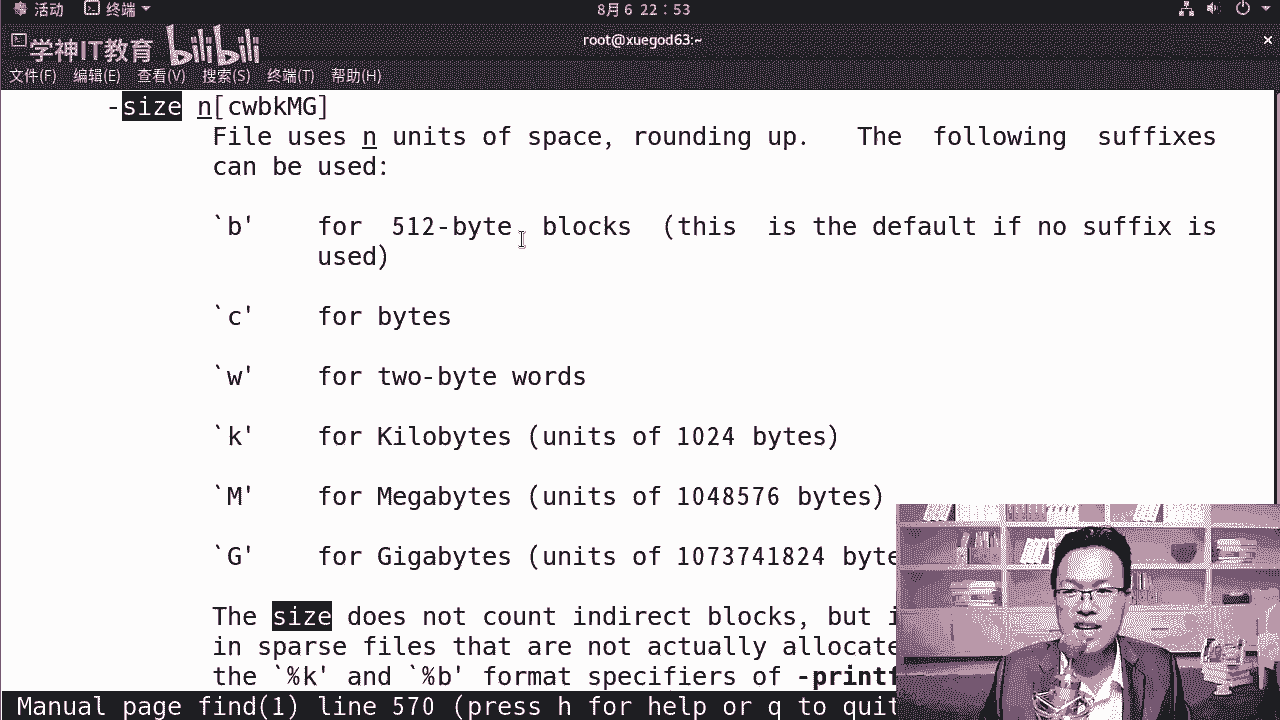 活动 终端 8月 6 22：53
学神IT教育 bilibili
root@xuegod63:~
文件(F) 编辑(E) 查看(V) 搜索(S) 终端(T) 帮助(H)
-size n[cwbkMG]
File uses n units of space, rounding up. The following suffixes
can be used:
`b' for 512-byte blocks (this is the default if no suffix is
used)
`c' for bytes
`w' for two-byte words
`k' for Kilobytes (units of 1024 bytes)
`M' for Megabytes (units of 1048576 bytes)
`G' for Gigabytes (units of 1073741824 byte
The size does not count indirect blocks, but i
in sparse files that are not actually allocate
the `%k' and `%b' format specifiers of -printf
Manual page find(1) line 570 (press h for help or q to quit